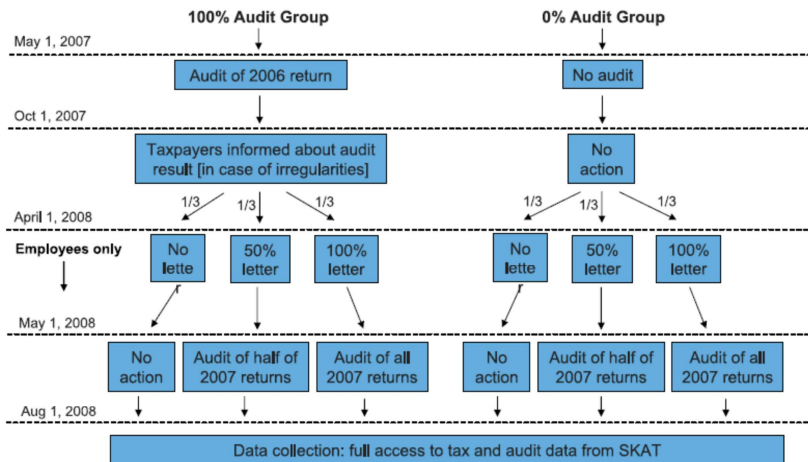 100% Audit Group 0% Audit Group
May 1, 2007
Audit of 2006 return No audit
Oct 1, 2007
Taxpayers informed about audit
result [in case of irregularities]
No
action
1/3 1/3 1/3 1/3 1/3 1/3
April 1, 2008
Employees only
No
lette
r
50%
letter
100%
letter
No
lette
r
50%
letter
100%
letter
May 1, 2008
No
action
Audit of half of
2007 returns
Audit of all
2007 returns
No
action
Audit of half of
2007 returns
Audit of all
2007 returns
Aug 1, 2008
Data collection: full access to tax and audit data from SKAT